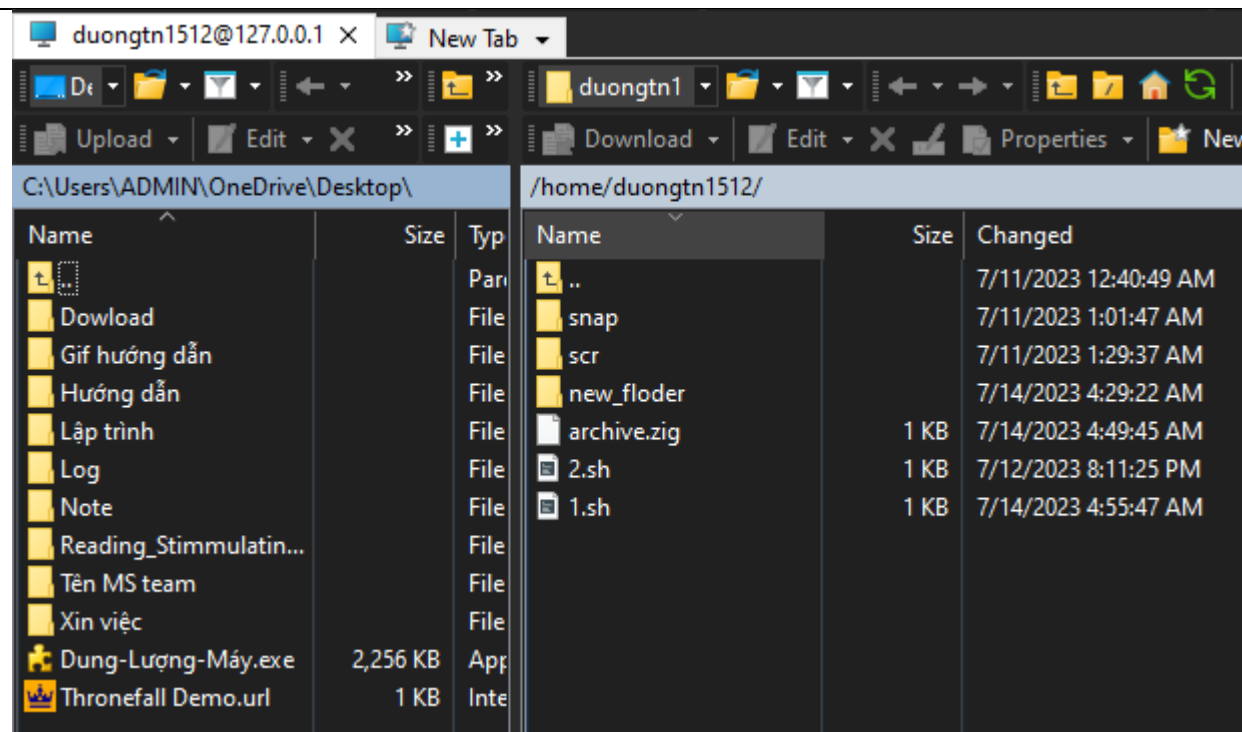 duongtn1512@127.0.0.1 New Tab
De duongtn1
Upload Edit Download Edit Properties New
C:\Users\ADMIN\OneDrive\Desktop\ /home/duongtn1512/
Name Size Typ Name Size Changed
.. Pare .. 7/11/2023 12:40:49 AM
Dowload File snap 7/11/2023 1:01:47 AM
Gif hướng dẫn File scr 7/11/2023 1:29:37 AM
Hướng dẫn File new_floder 7/14/2023 4:29:22 AM
Lập trình File archive.zig 1 KB 7/14/2023 4:49:45 AM
Log File 2.sh 1 KB 7/12/2023 8:11:25 PM
Note File 1.sh 1 KB 7/14/2023 4:55:47 AM
Reading_Stimmulatin... File
Tên MS team File
Xin việc File
Dung-Lượng-Máy.exe 2,256 KB App
Thronefall Demo.url 1 KB Inte